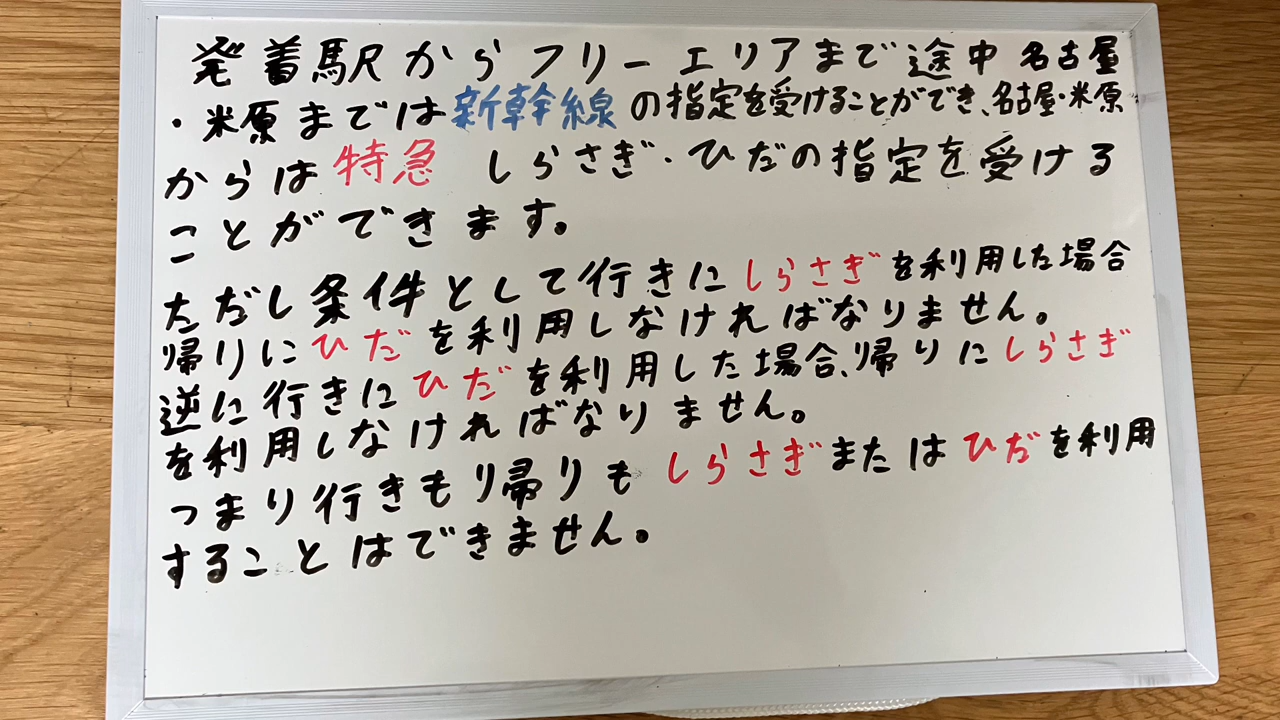 発着駅からフリーエリアまで途中名古屋
・米原までは新幹線の指定を受けることができ、名古屋・米原
からは特急 しらさぎ・ひだの指定を受ける
ことができます。
ただし条件として行きにしらさぎを利用した場合
帰りにひだを利用しなければなりません。
逆に行きにひだを利用した場合、帰りにしらさぎ
を利用しなければなりません。
つまり行きも帰りもしらさぎまたはひだを利用
することはできません。